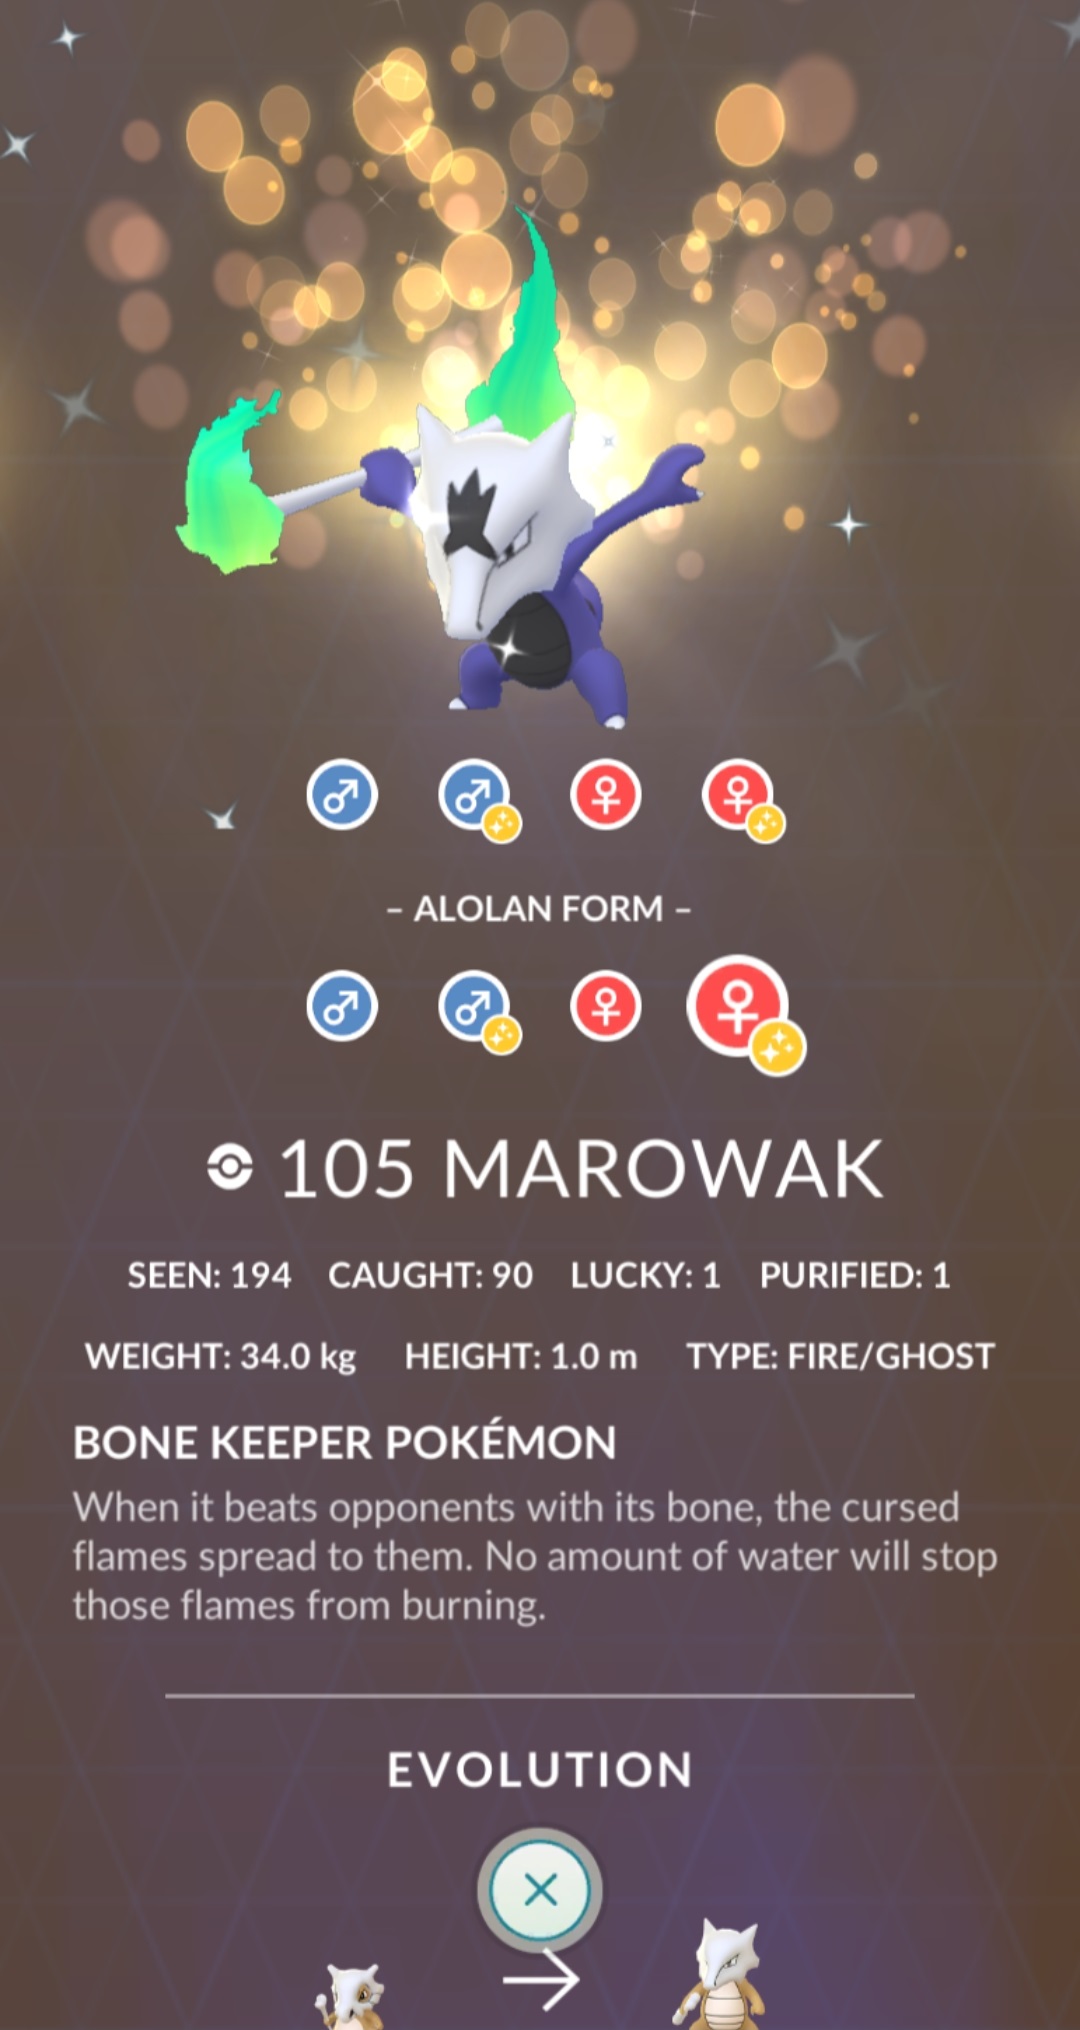 – ALOLAN FORM –
105 MAROWAK
SEEN: 194 CAUGHT: 90 LUCKY: 1 PURIFIED: 1
WEIGHT: 34.0 kg HEIGHT: 1.0 m TYPE: FIRE/GHOST
BONE KEEPER POKÉMON
When it beats opponents with its bone, the cursed
flames spread to them. No amount of water will stop
those flames from burning.
EVOLUTION